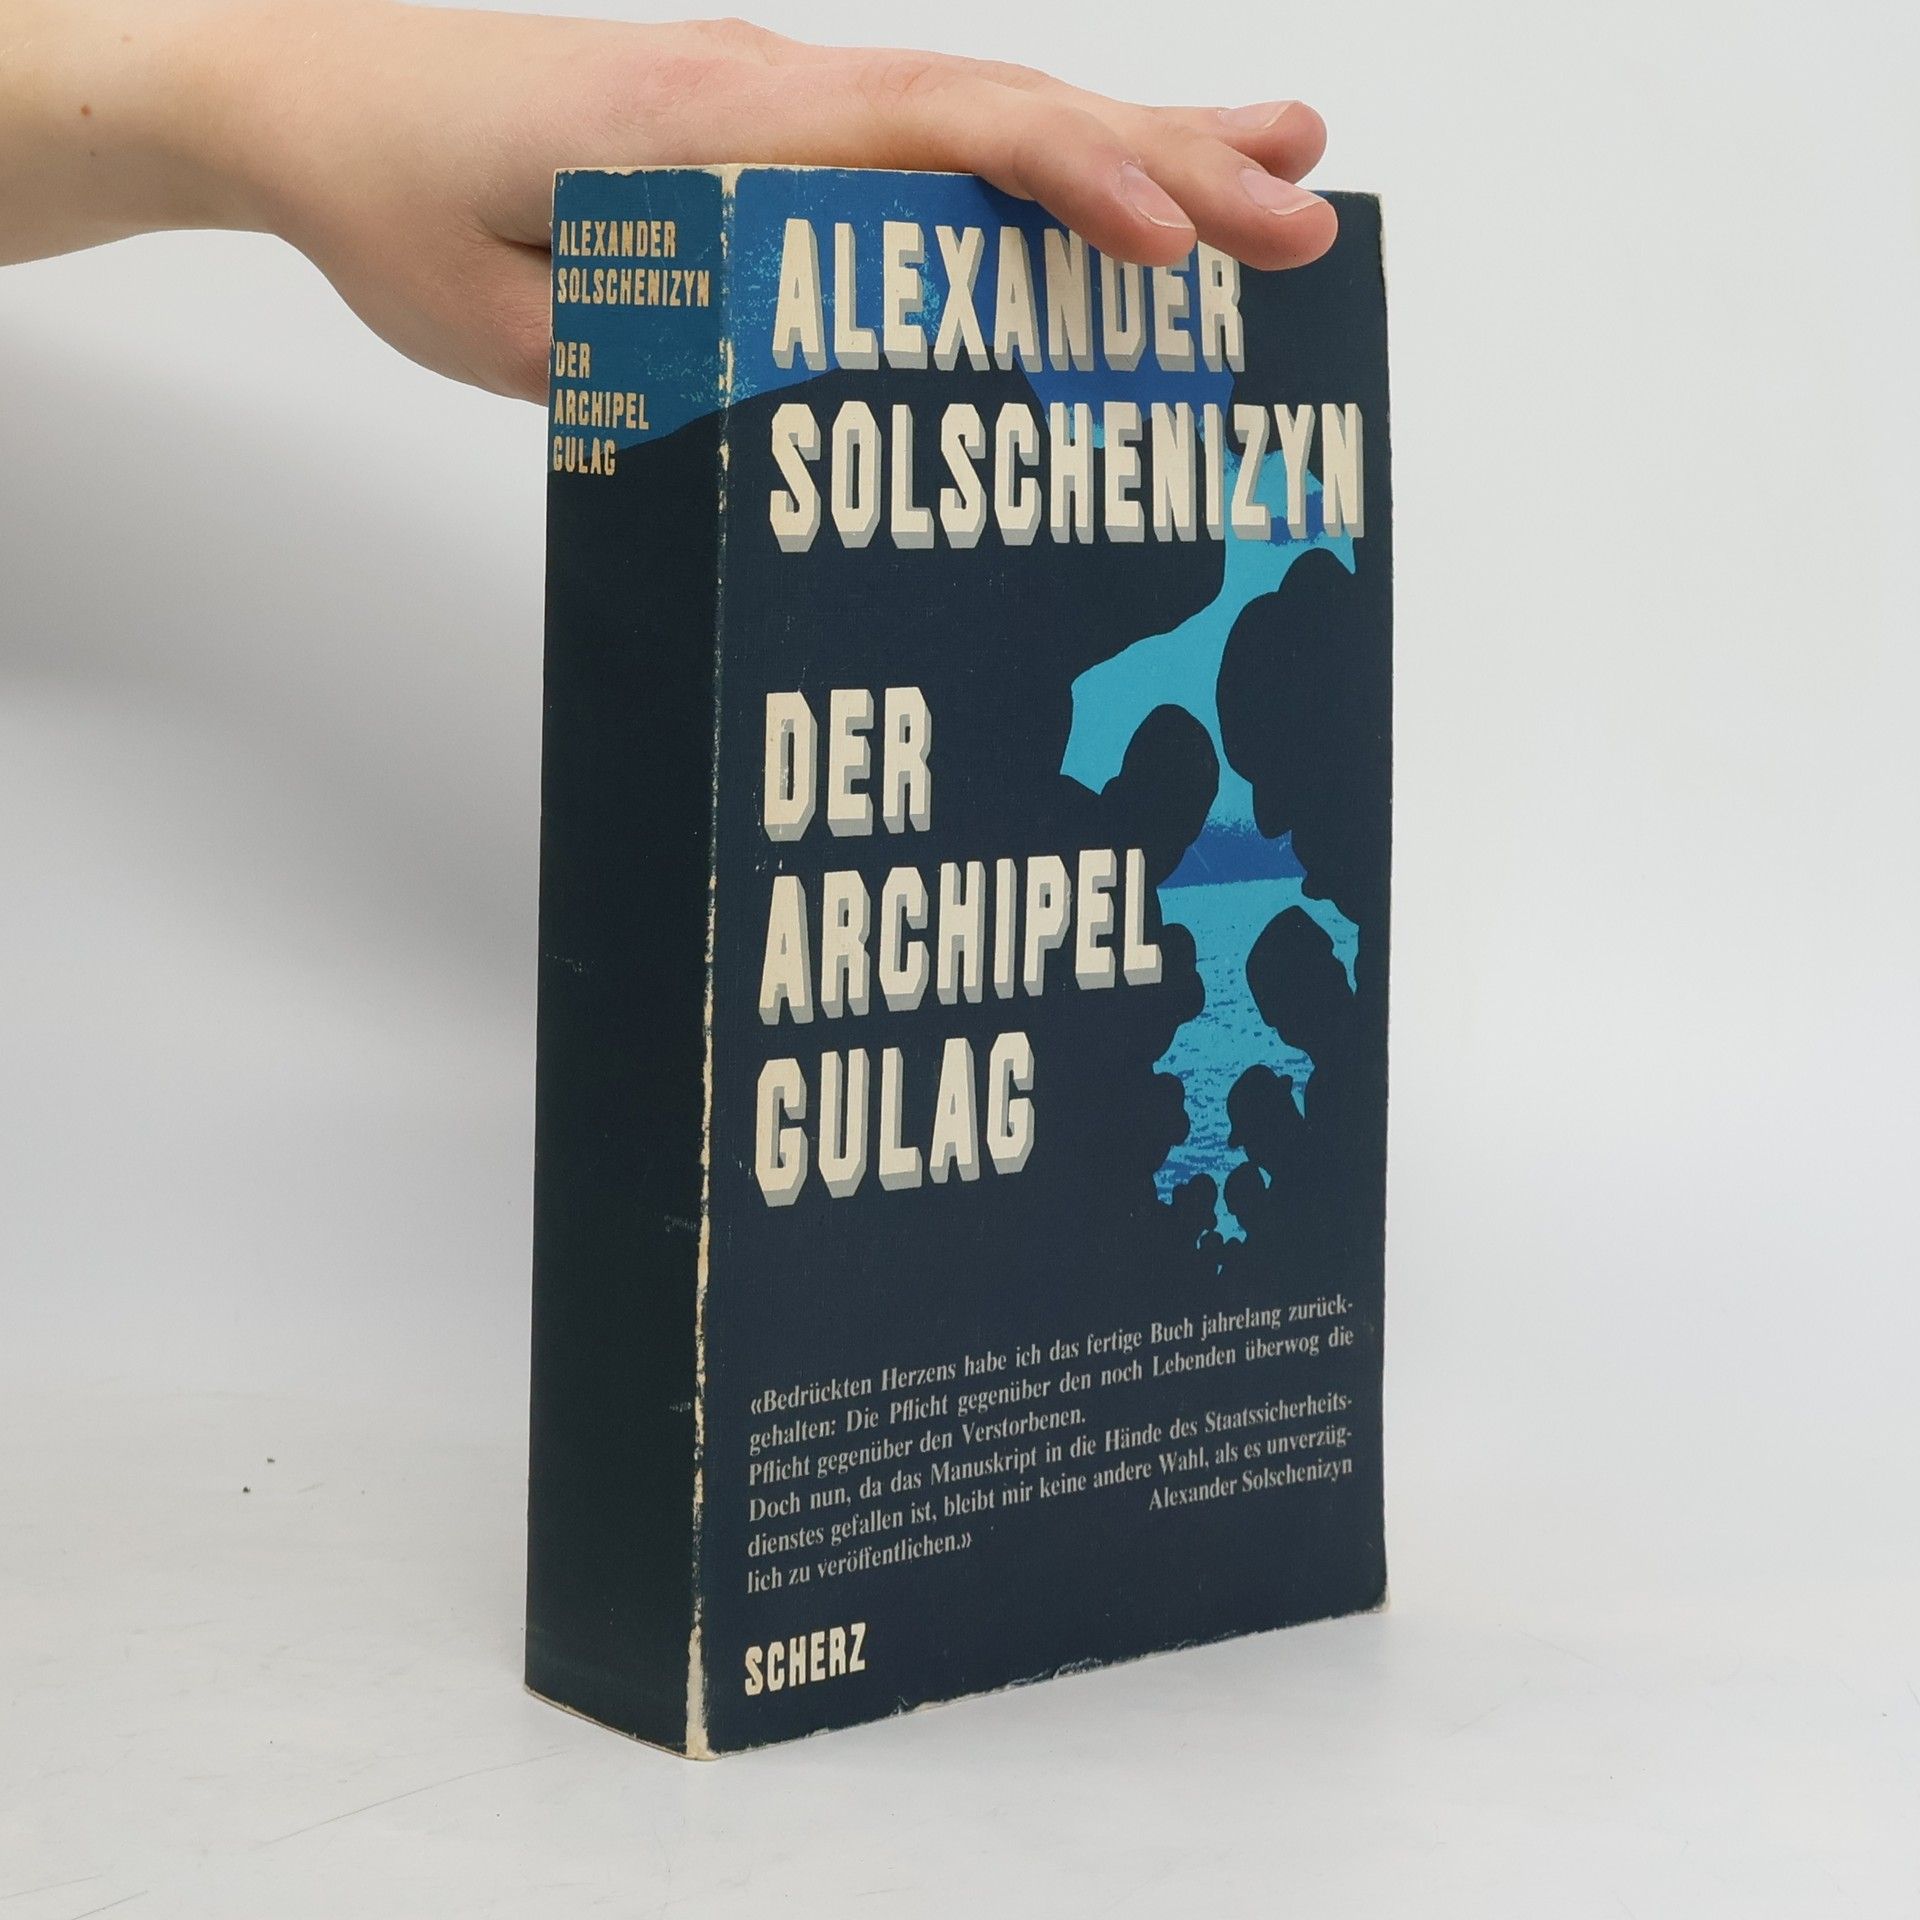 ALEXANDER
SOLSCHENIZYN
DER
ARCHIPEL
GULAG
ALEXANDER
SOLSCHENIZYN
DER
ARCHIPEL
GULAG
«Bedrückten Herzens habe ich das fertige Buch jahrelang zurück-
gehalten: Die Pflicht gegenüber den noch Lebenden überwog die
Pflicht gegenüber den Verstorbenen.
Doch nun, da das Manuskript in die Hände des Staatssicherheits-
dienstes gefallen ist, bleibt mir keine andere Wahl, als es unverzüg-
lich zu veröffentlichen.»
Alexander Solschenizyn
SCHERZ